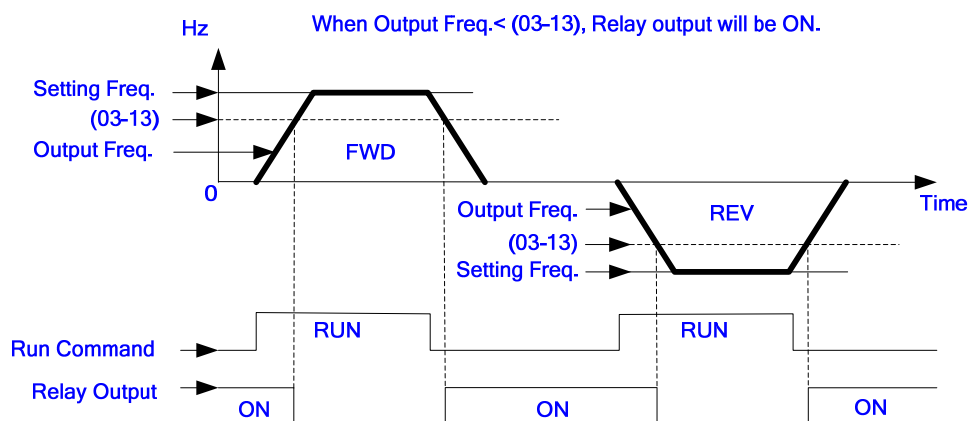 Hz
When Output Freq.< (03-13), Relay output will be ON.
Setting Freq.
(03-13)
Output Freq.
FWD
0
Time
Output Freq.
REV
(03-13)
Setting Freq.
RUN
RUN
Run Command
Relay Output
ON
ON
ON